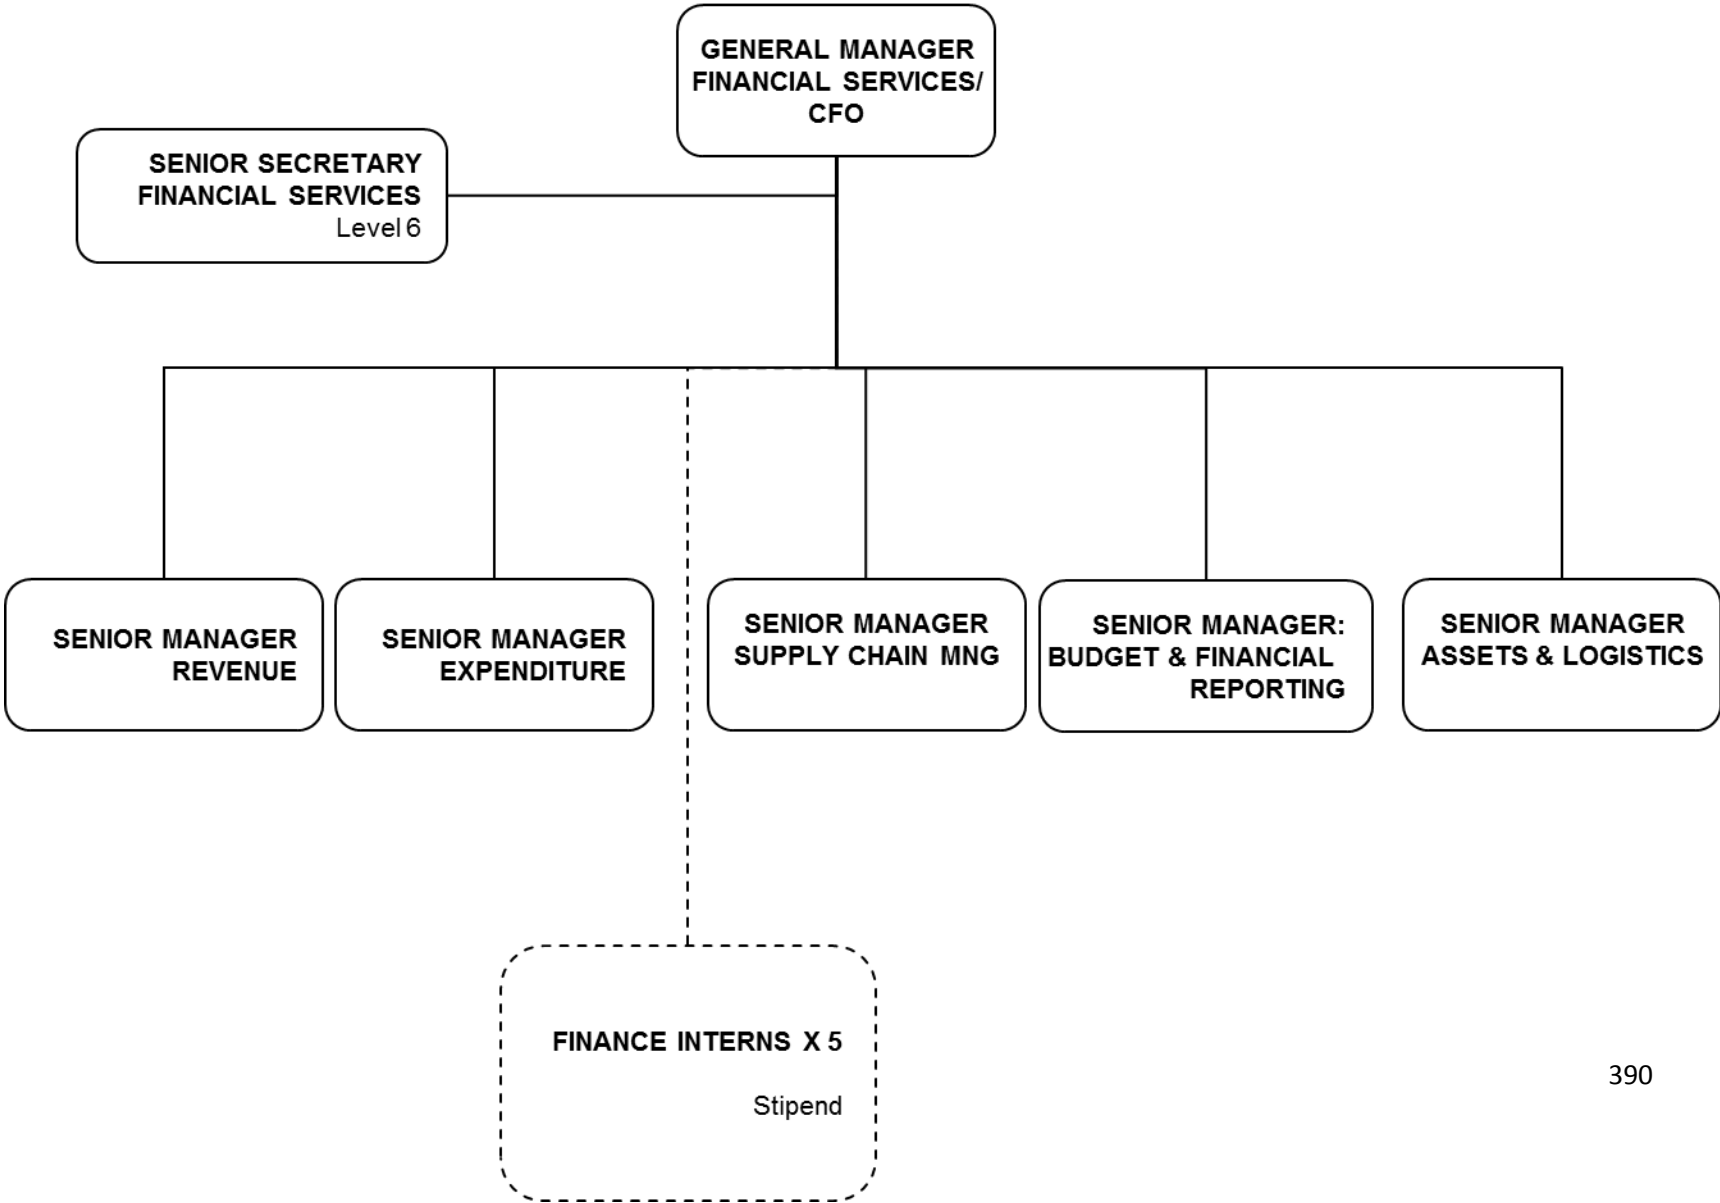 GENERAL MANAGER
FINANCIAL SERVICES/
CFO
SENIOR SECRETARY
FINANCIAL SERVICES
Level 6
SENIOR MANAGER
REVENUE
SENIOR MANAGER
EXPENDITURE
SENIOR MANAGER
SUPPLY CHAIN MNG
SENIOR MANAGER:
BUDGET & FINANCIAL
REPORTING
SENIOR MANAGER
ASSETS & LOGISTICS
FINANCE INTERNS X 5
Stipend
390